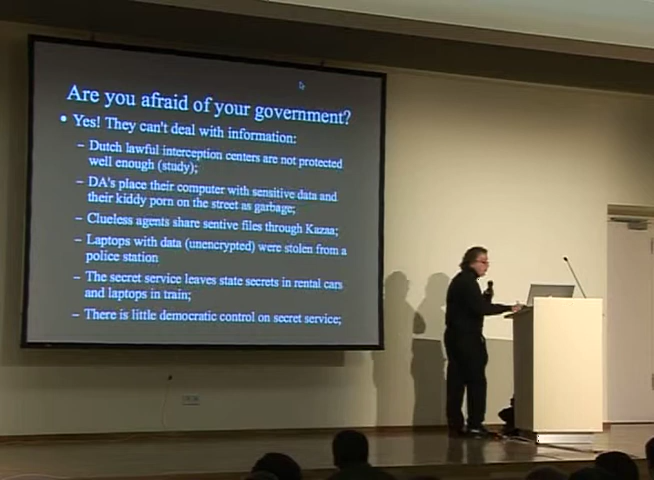 Are you afraid of your government?
• Yes! They can't deal with information:
– Dutch lawful interception centers are not protected
well enough (study);
– DA's place their computer with sensitive data and
their kiddy porn on the street as garbage;
– Clueless agents share sentive files through Kazaa;
– Laptops with data (unencrypted) were stolen from a
police station
– The secret service leaves state secrets in rental cars
and laptops in train;
– There is little democratic control on secret service;